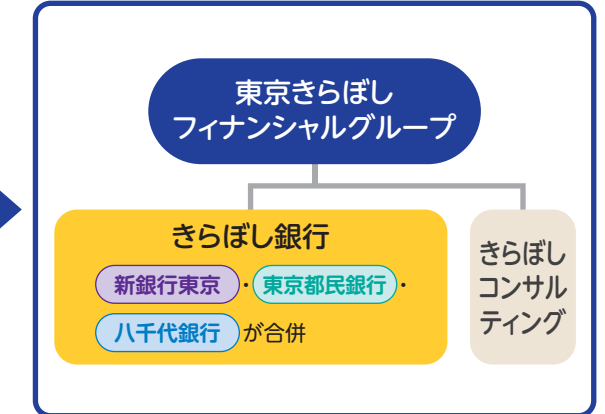 東京きらぼし
フィナンシャルグループ
きらぼし銀行
新銀行東京・東京都民銀行・
八千代銀行が合併
きらぼし
コンサル
ティング